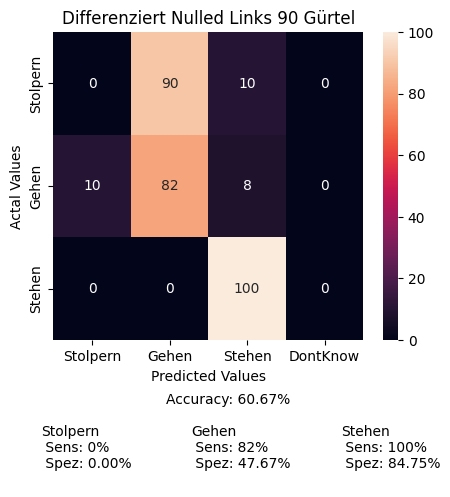 Differenziert Nulled Links 90 Gürtel
Stolpern
0
90
10
0
Gehen
10
82
8
0
Stehen
0
0
100
0
Actal Values
Stolpern Gehen Stehen DontKnow
Predicted Values
100
80
60
40
20
0
Accuracy: 60.67%
Stolpern Gehen Stehen
Sens: 0% Sens: 82% Sens: 100%
Spez: 0.00% Spez: 47.67% Spez: 84.75%